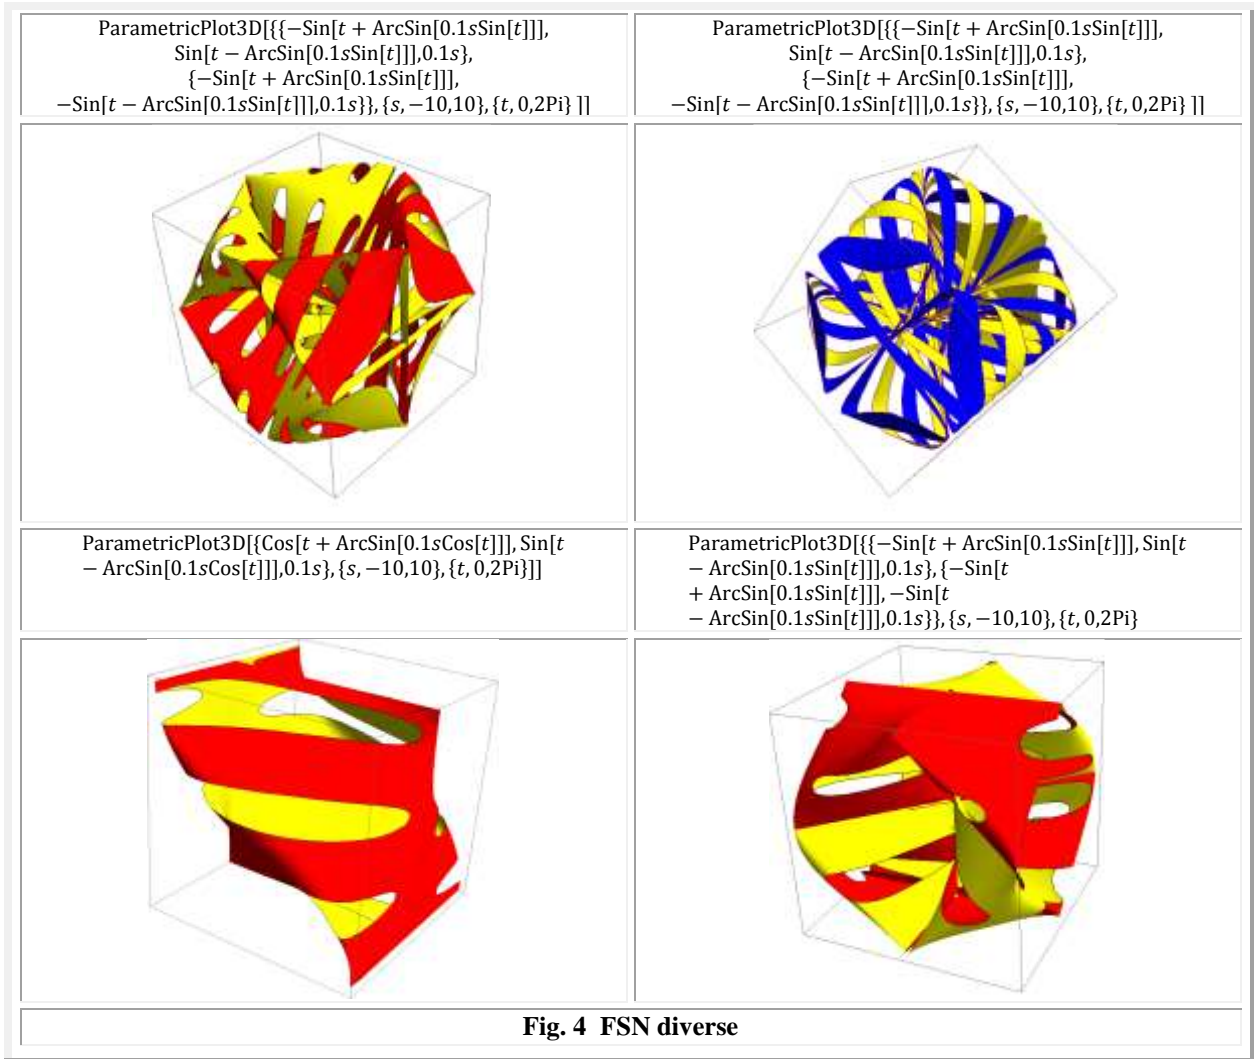 ParametricPlot3D[{{−Sin[t + ArcSin[0.1sSin[t]]],
Sin[t − ArcSin[0.1sSin[t]]],0.1s},
{−Sin[t + ArcSin[0.1sSin[t]]],
−Sin[t − ArcSin[0.1sSin[t]]],0.1s}},{s,−10,10},{t,0,2Pi} ]]
ParametricPlot3D[{{−Sin[t + ArcSin[0.1sSin[t]]],
Sin[t − ArcSin[0.1sSin[t]]],0.1s},
{−Sin[t + ArcSin[0.1sSin[t]]],
−Sin[t − ArcSin[0.1sSin[t]]],0.1s}},{s,−10,10},{t,0,2Pi} ]]
ParametricPlot3D[{Cos[t + ArcSin[0.1sCos[t]]],Sin[t
− ArcSin[0.1sCos[t]]],0.1s},{s,−10,10},{t,0,2Pi}]]
ParametricPlot3D[{{−Sin[t + ArcSin[0.1sSin[t]]],Sin[t
− ArcSin[0.1sSin[t]]],0.1s},{−Sin[t
+ ArcSin[0.1sSin[t]]],−Sin[t
− ArcSin[0.1sSin[t]]],0.1s}},{s,−10,10},{t,0,2Pi}
Fig. 4 FSN diverse